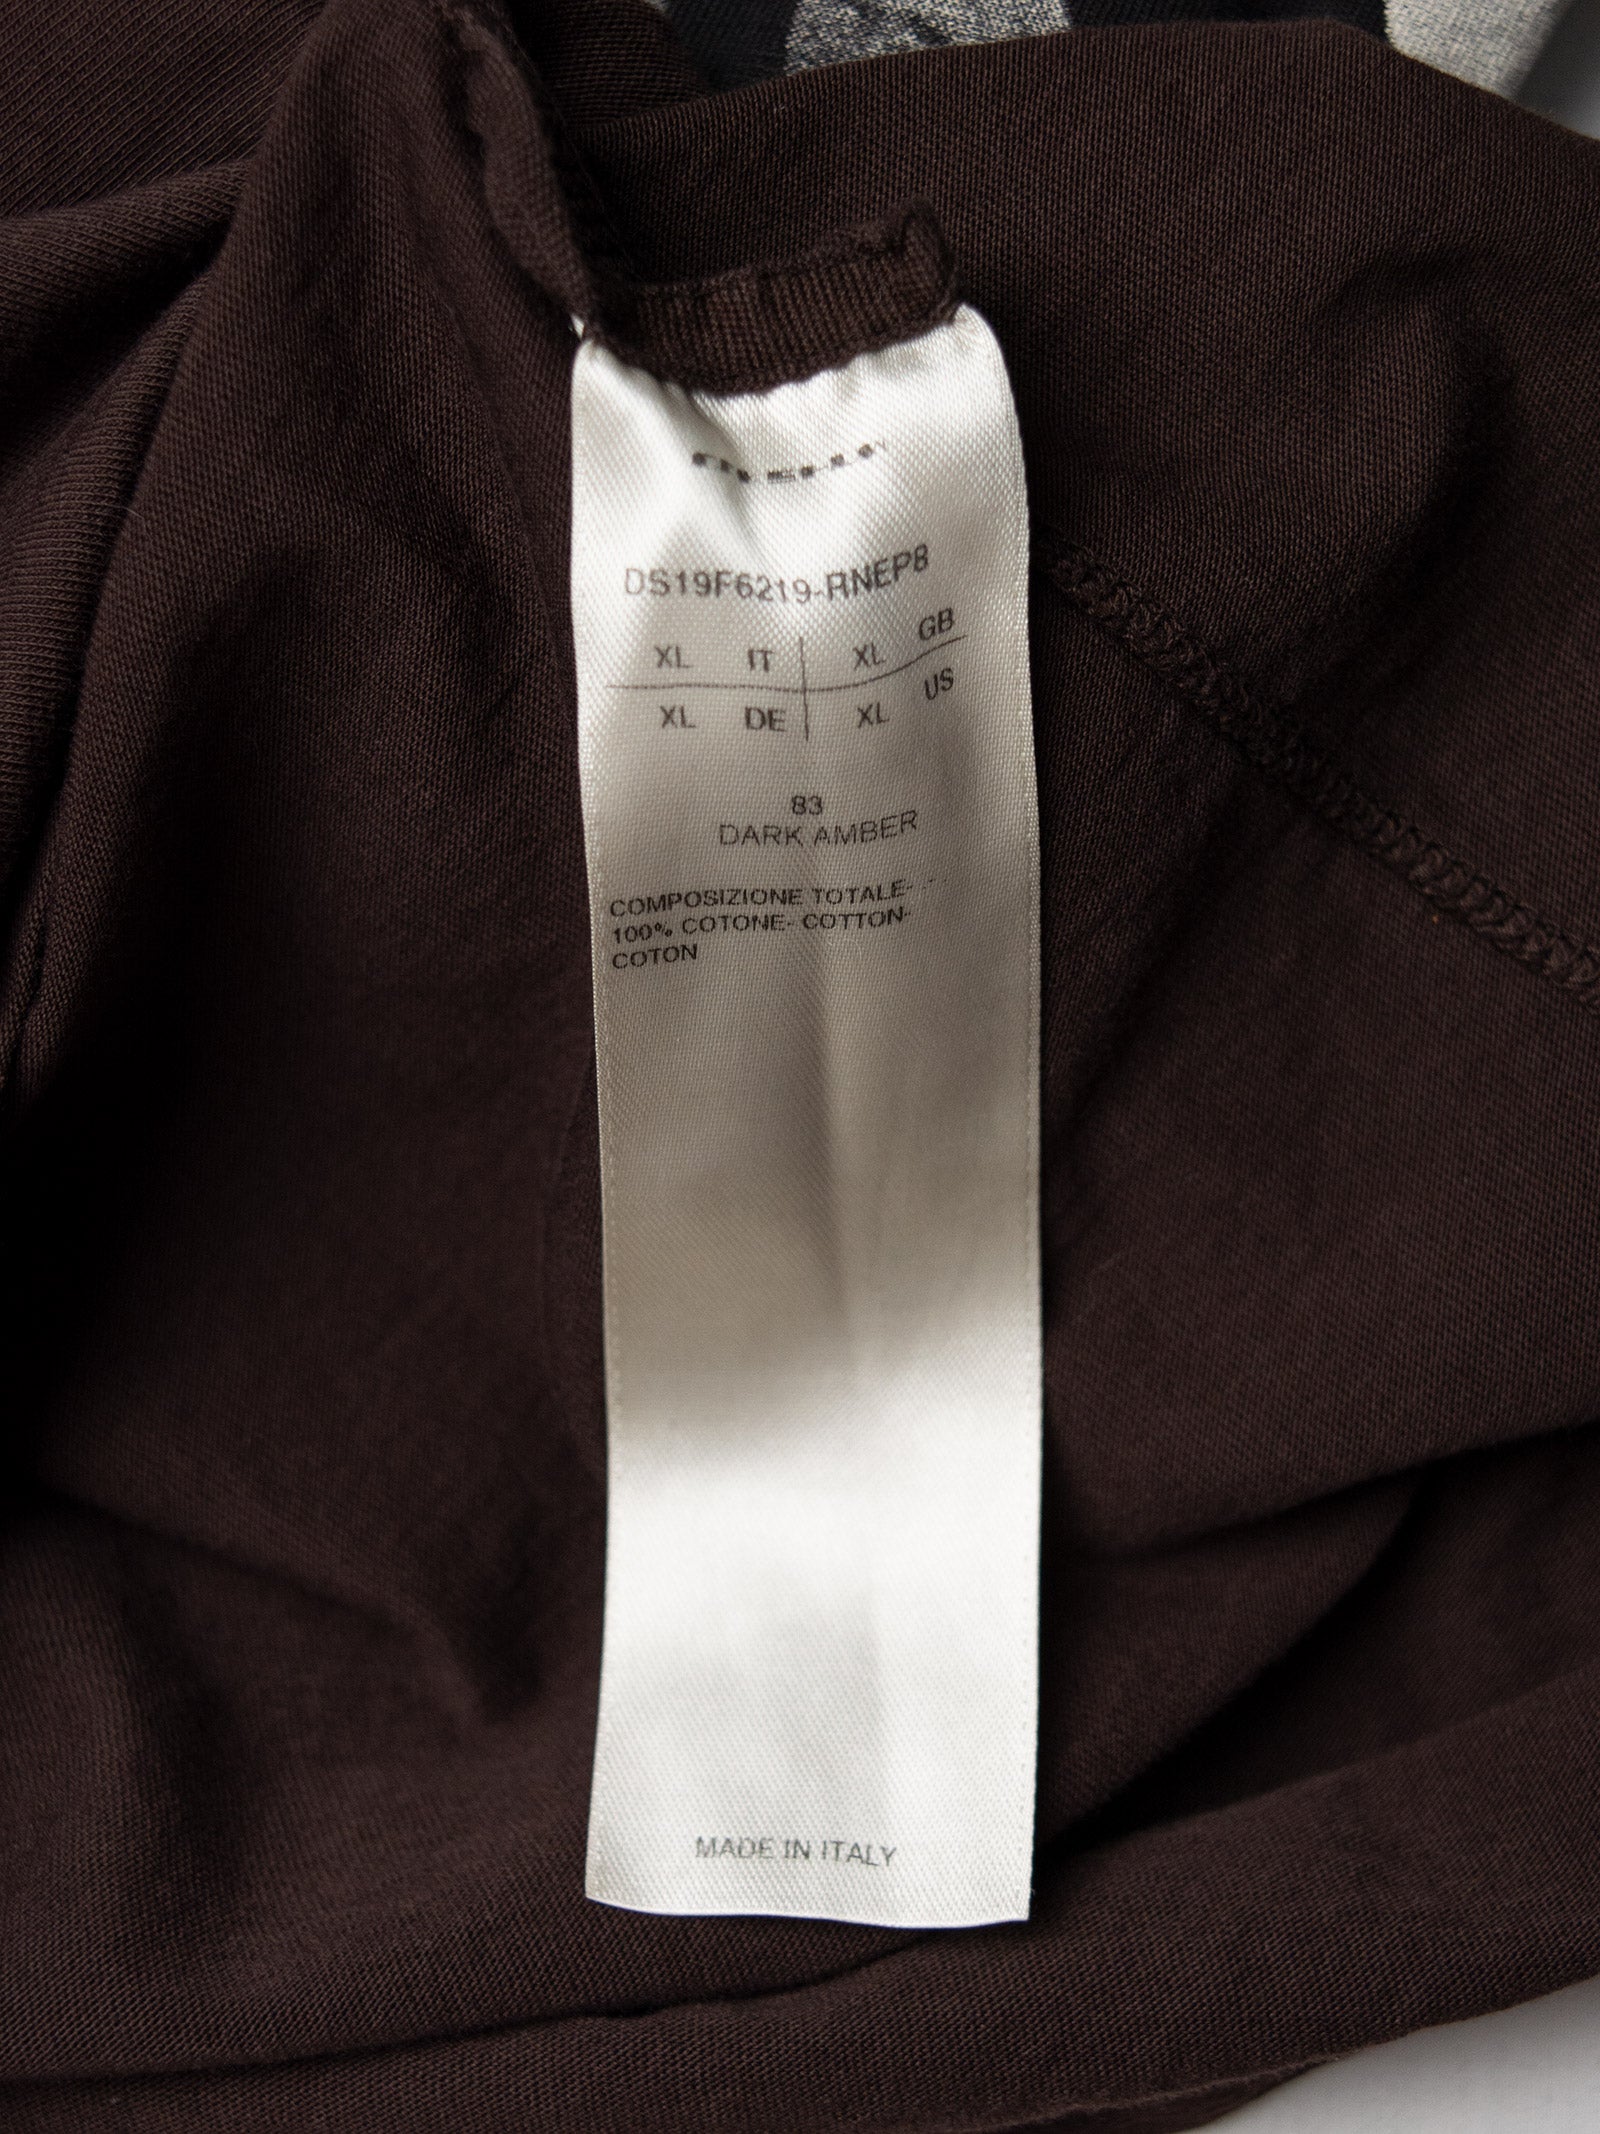 DS19F6219-RNEP8
XL IT XL GB
XL DE XL US
83
DARK AMBER
COMPOSIZIONE TOTALE-
100% COTONE- COTTON-
COTON
MADE IN ITALY